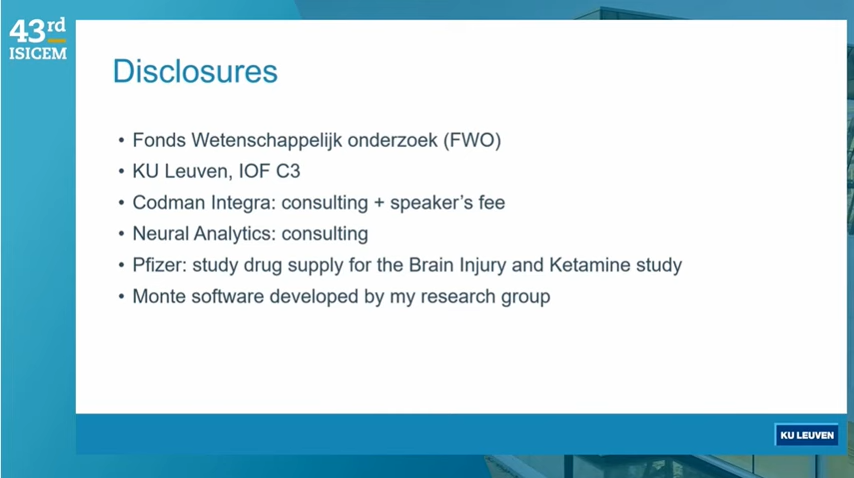 43rd
ISICEM
Disclosures
• Fonds Wetenschappelijk onderzoek (FWO)
• KU Leuven, IOF C3
• Codman Integra: consulting + speaker’s fee
• Neural Analytics: consulting
• Pfizer: study drug supply for the Brain Injury and Ketamine study
• Monte software developed by my research group
KU LEUVEN